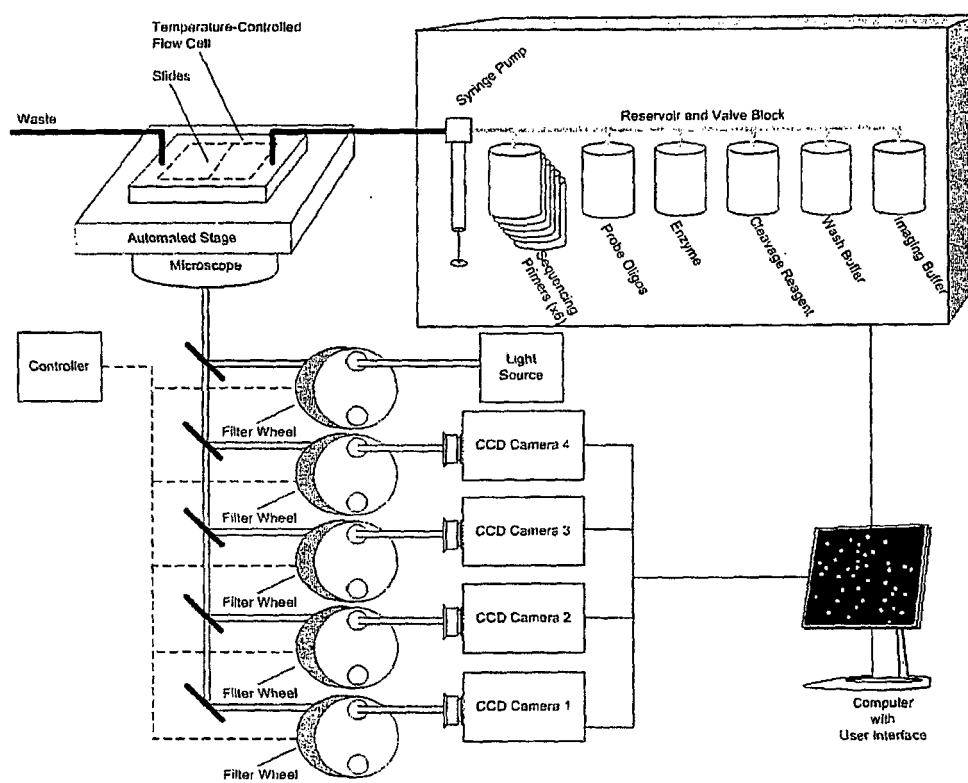 Temperature-Controlled
Flow Cell
Slides
Waste
Syringe Pump
Reservoir and Valve Block
Sequencing
Primers (x6)
Probe Oligos
Enzyme
Cleavage Reagent
Wash Buffer
Imaging Buffer
Automated Stage
Microscope
Controller
Light
Source
Filter Wheel
CCD Camera 4
Filter Wheel
CCD Camera 3
Filter Wheel
CCD Camera 2
Filter Wheel
CCD Camera 1
Filter Wheel
Computer
with
User Interface